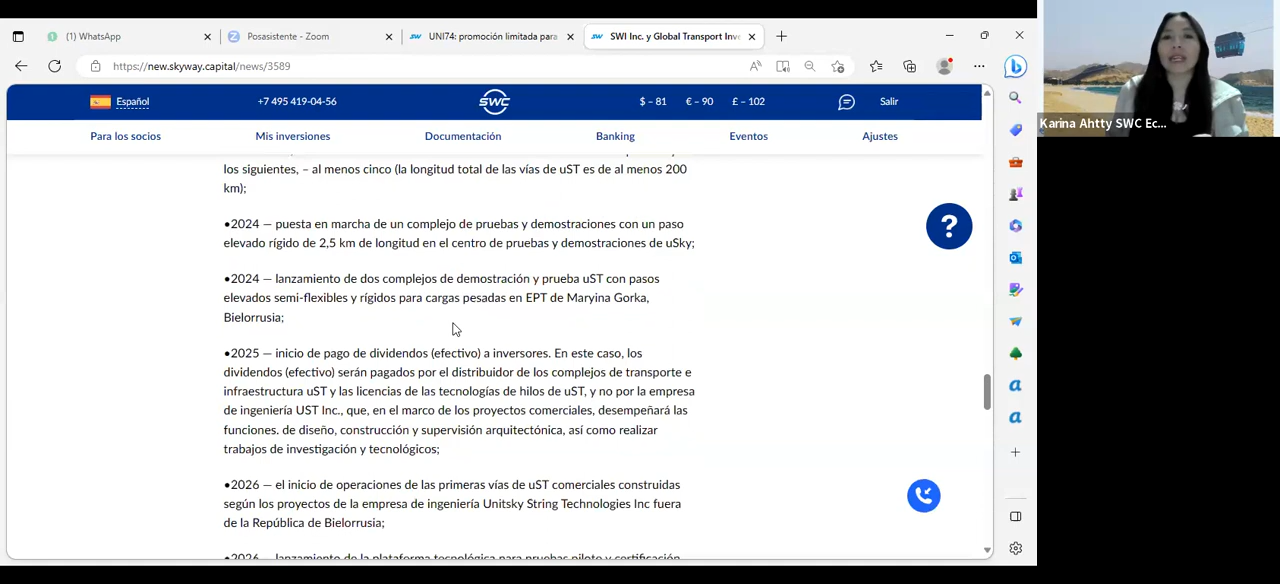 (1) WhatsApp
Posasistente - Zoom
UNI74: promoción limitada para
SWI Inc. y Global Transport Inve
https://new.skyway.capital/news/3589
Karina Ahtty SWC Ec...
Español
+7 495 419-04-56
SWC
$ – 81 € – 90 £ – 102
Salir
Para los socios
Mis inversiones
Documentación
Banking
Eventos
Ajustes
los siguientes, – al menos cinco (la longitud total de las vías de uST es de al menos 200
km);
•2024 — puesta en marcha de un complejo de pruebas y demostraciones con un paso
elevado rígido de 2,5 km de longitud en el centro de pruebas y demostraciones de uSky;
•2024 — lanzamiento de dos complejos de demostración y prueba uST con pasos
elevados semi-flexibles y rígidos para cargas pesadas en EPT de Maryina Gorka,
Bielorrusia;
•2025 — inicio de pago de dividendos (efectivo) a inversores. En este caso, los
dividendos (efectivo) serán pagados por el distribuidor de los complejos de transporte e
infraestructura uST y las licencias de las tecnologías de hilos de uST, y no por la empresa
de ingeniería UST Inc., que, en el marco de los proyectos comerciales, desempeñará las
funciones. de diseño, construcción y supervisión arquitectónica, así como realizar
trabajos de investigación y tecnológicos;
•2026 — el inicio de operaciones de las primeras vías de uST comerciales construidas
según los proyectos de la empresa de ingeniería Unitsky String Technologies Inc fuera
de la República de Bielorrusia;
•2026 — lanzamiento de la plataforma tecnológica para pruebas piloto y certificación
?